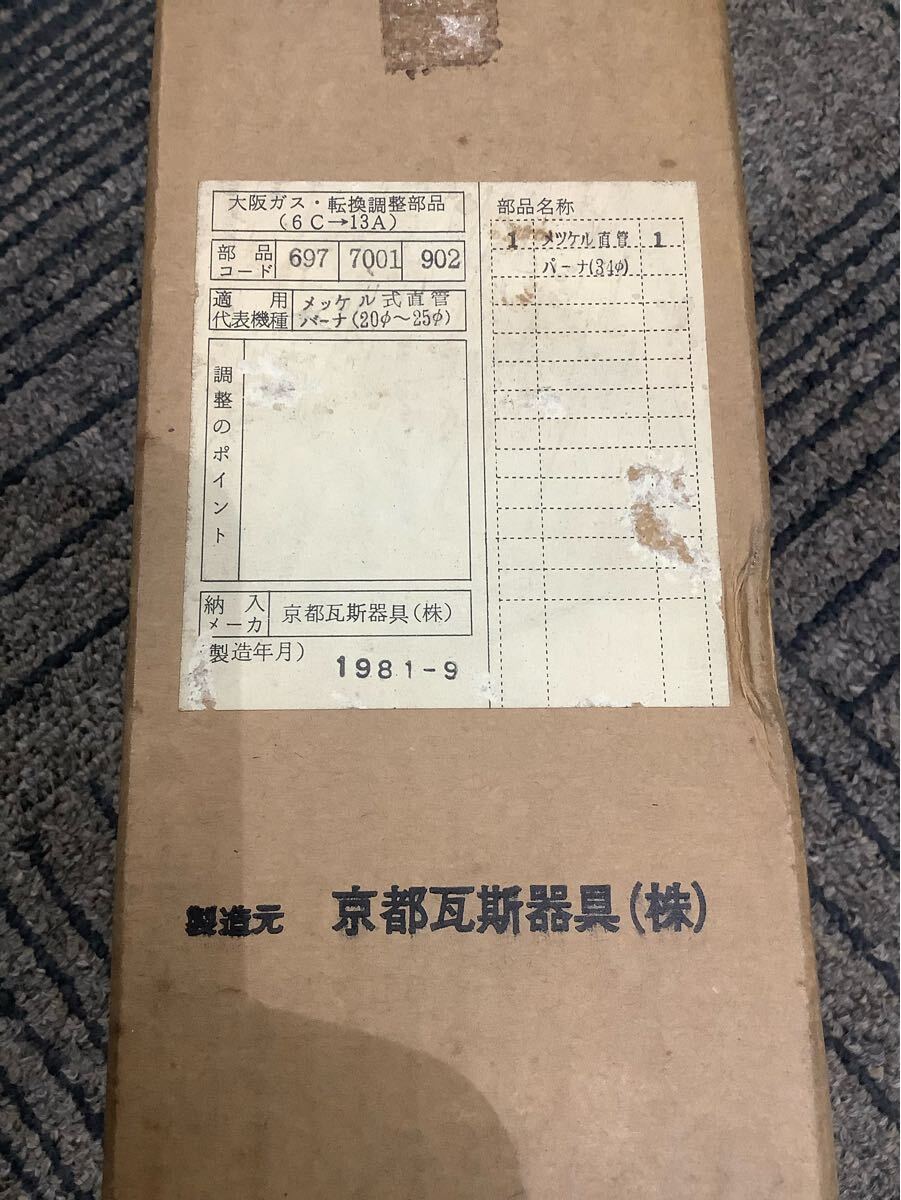 大阪ガス・転換調整部品
(6C→13A)
部品
コード
697 7001 902
適用
代表機種
メッケル式直管
バーナ(20φ〜25φ)
調整のポイント
納入
メーカ
京都瓦斯器具(株)
製造年月)
1981-9
部品名称
1 メツケル直管 1
バーナ(34φ)
製造元 京都瓦斯器具(株)